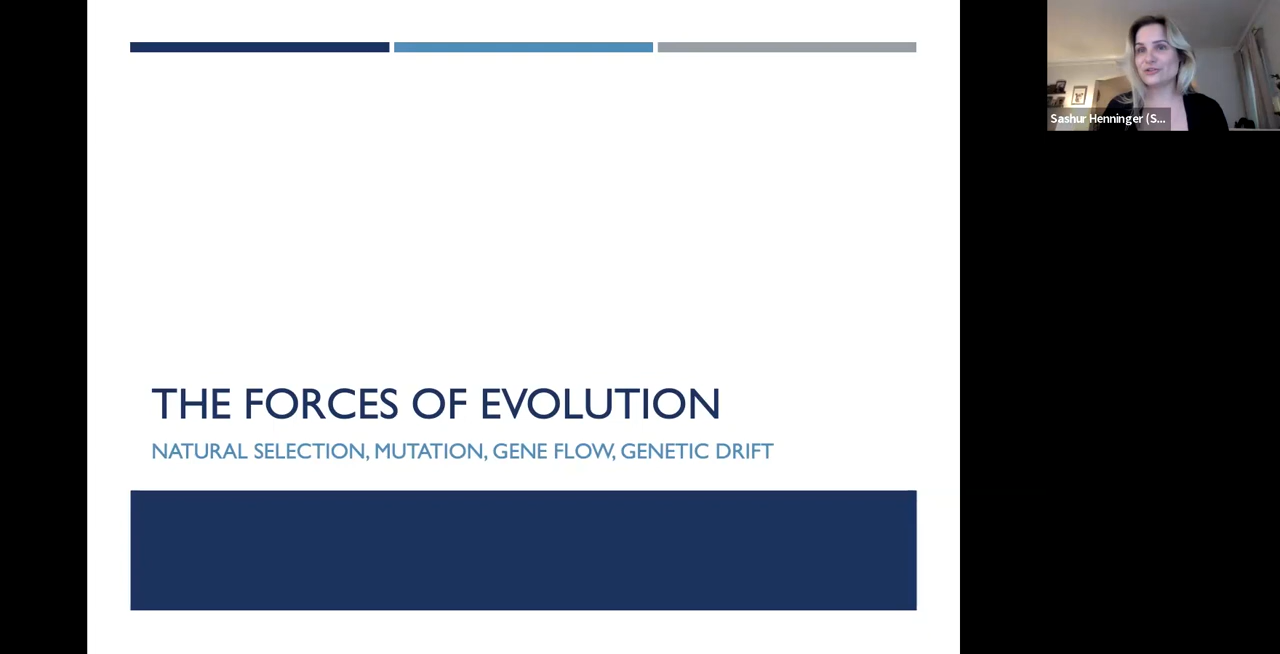 THE FORCES OF EVOLUTION
NATURAL SELECTION, MUTATION, GENE FLOW, GENETIC DRIFT
Sashur Henninger (S...